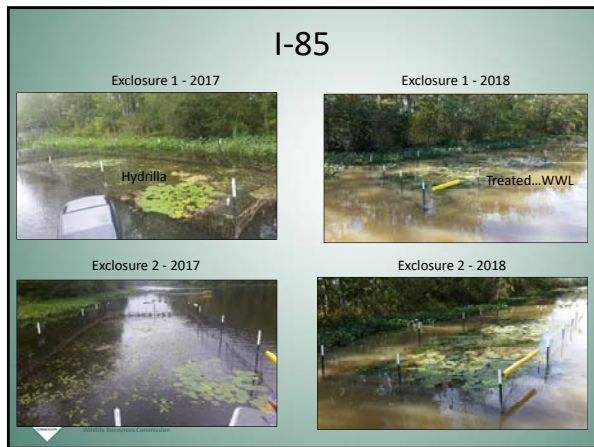 I-85
Exclosure 1 - 2017
Exclosure 1 - 2018
Hydrilla
Treated...WWL
Exclosure 2 - 2017
Exclosure 2 - 2018
Wildlife Resources Commission